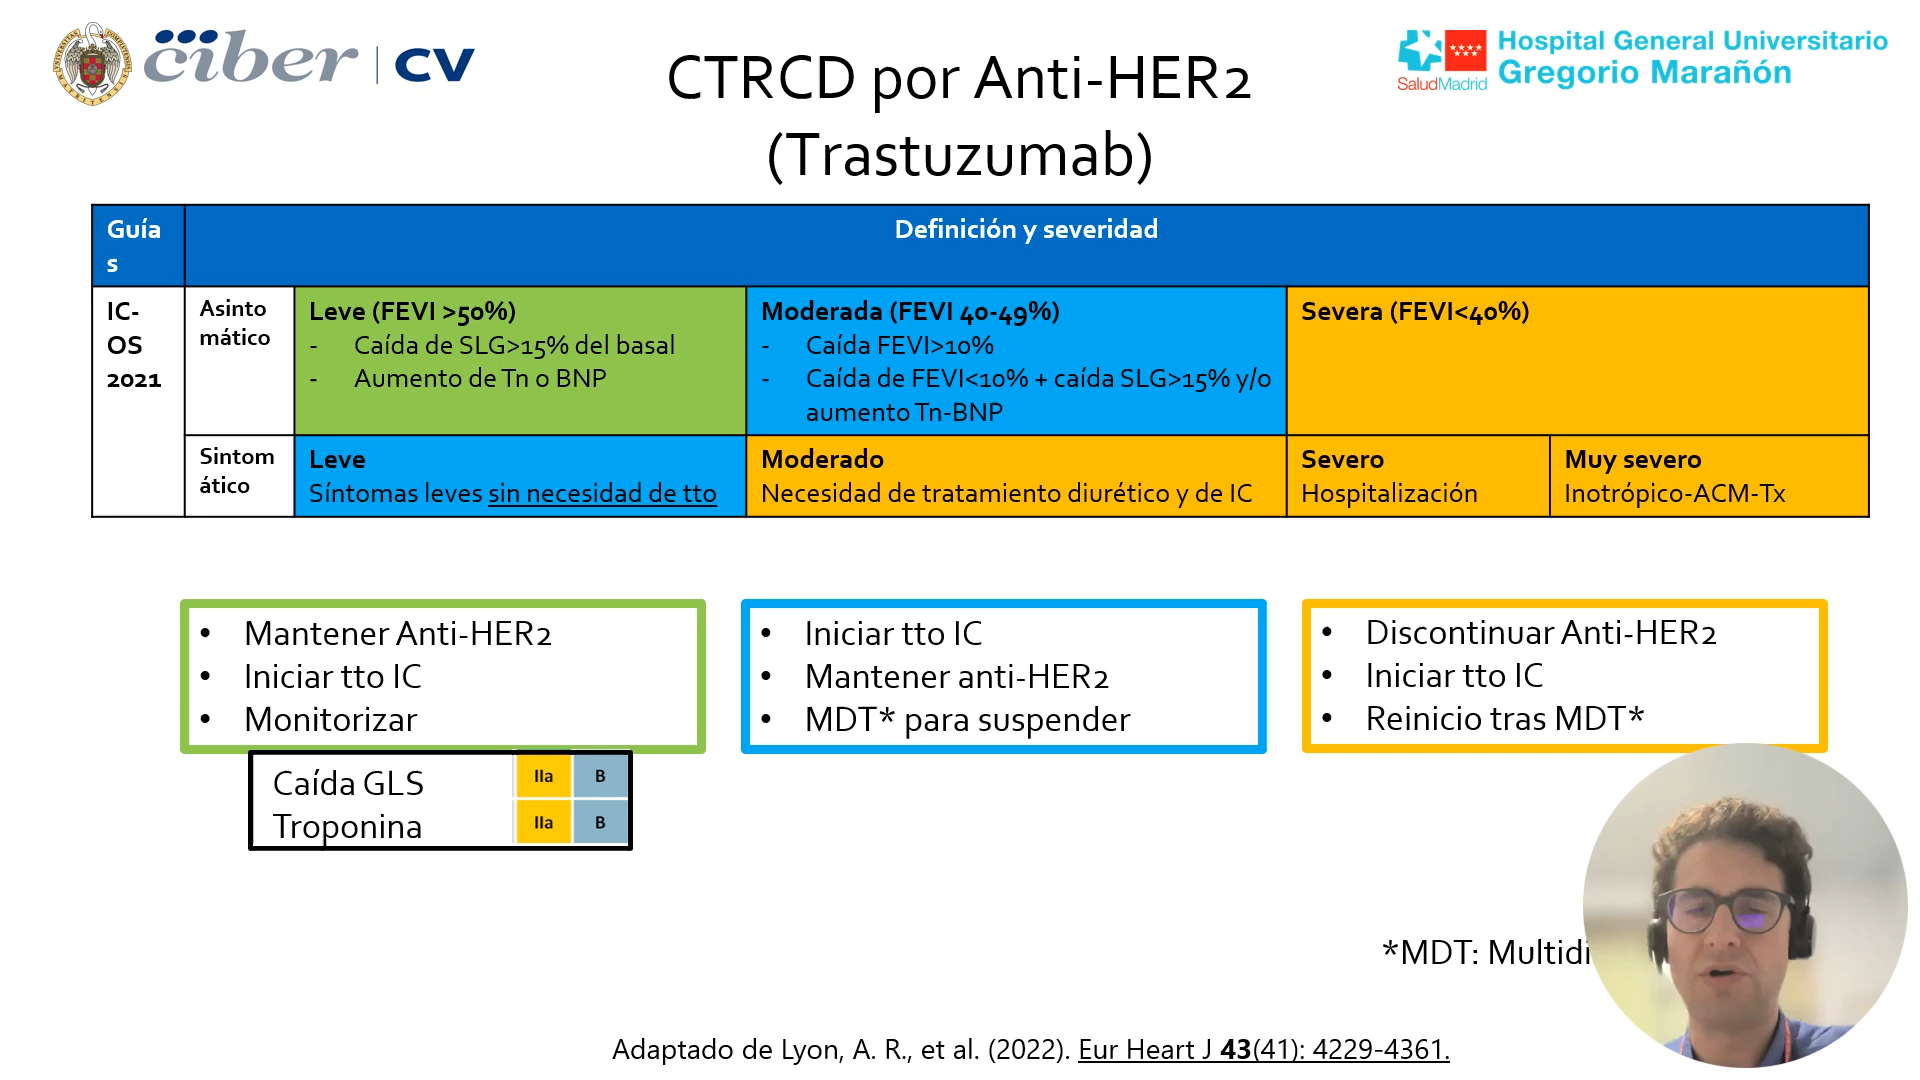 ciber | CV
SaludMadrid
Hospital General Universitario
Gregorio Marañón
CTRCD por Anti-HER2
(Trastuzumab)
Guía
s
Definición y severidad
IC-
OS
2021
Asinto
mático
Leve (FEVI >50%)
- Caída de SLG>15% del basal
- Aumento de Tn o BNP
Moderada (FEVI 40-49%)
- Caída FEVI>10%
- Caída de FEVI<10% + caída SLG>15% y/o
aumento Tn-BNP
Severa (FEVI<40%)
Sintom
ático
Leve
Síntomas leves sin necesidad de tto
Moderado
Necesidad de tratamiento diurético y de IC
Severo
Hospitalización
Muy severo
Inotrópico-ACM-Tx
• Mantener Anti-HER2
• Iniciar tto IC
• Monitorizar
• Iniciar tto IC
• Mantener anti-HER2
• MDT* para suspender
• Discontinuar Anti-HER2
• Iniciar tto IC
• Reinicio tras MDT*
Caída GLS IIa B
Troponina IIa B
*MDT:
Adaptado de Lyon, A. R., et al. (2022). Eur Heart J 43(41): 4229-4361.